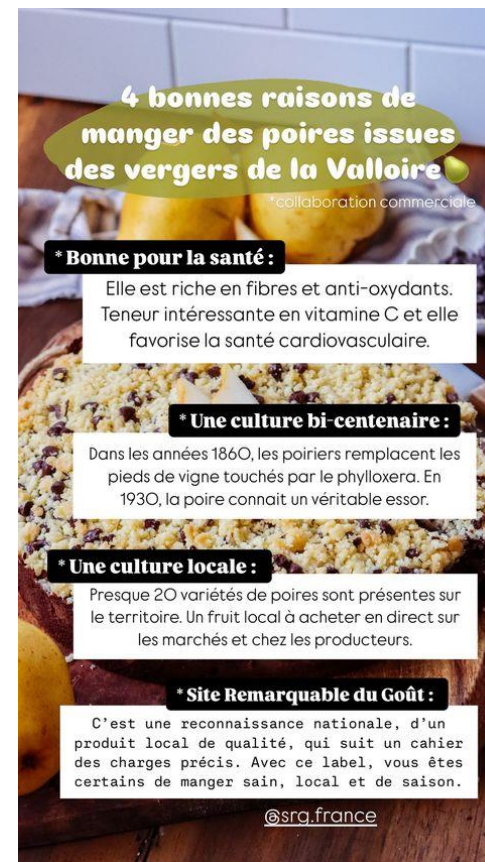 4 bonnes raisons de
manger des poires issues
des vergers de la Valloire🍐
*collaboration commerciale
* Bonne pour la santé :
Elle est riche en fibres et anti-oxydants.
Teneur intéressante en vitamine C et elle
favorise la santé cardiovasculaire.
* Une culture bi-centenaire :
Dans les années 1860, les poiriers remplacent les
pieds de vigne touchés par le phylloxera. En
1930, la poire connait un véritable essor.
* Une culture locale :
Presque 20 variétés de poires sont présentes sur
le territoire. Un fruit local à acheter en direct sur
les marchés et chez les producteurs.
* Site Remarquable du Goût :
C'est une reconnaissance nationale, d'un
produit local de qualité, qui suit un cahier
des charges précis. Avec ce label, vous êtes
certains de manger sain, local et de saison.
@srg.france